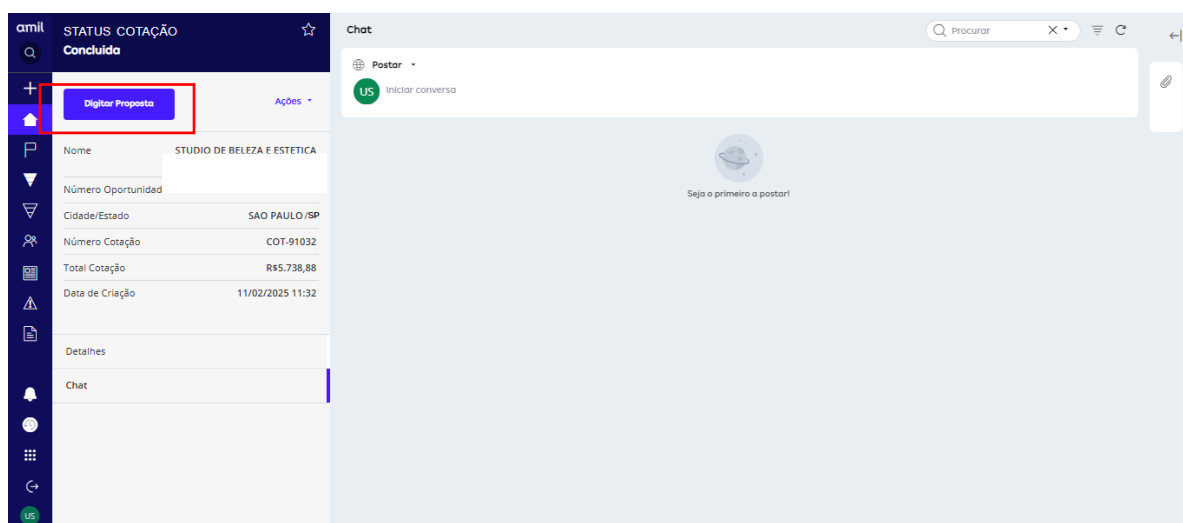 amil
STATUS COTAÇÃO
Concluida
Digitar Proposta
Ações
Nome STUDIO DE BELEZA E ESTETICA
Número Oportunidad
Cidade/Estado SAO PAULO/SP
Número Cotação COT-91032
Total Cotação R$5.738,88
Data de Criação 11/02/2025 11:32
Detalhes
Chat
US
Chat
Procurar
Postar
US Iniciar conversa
Seja o primeiro a postar!